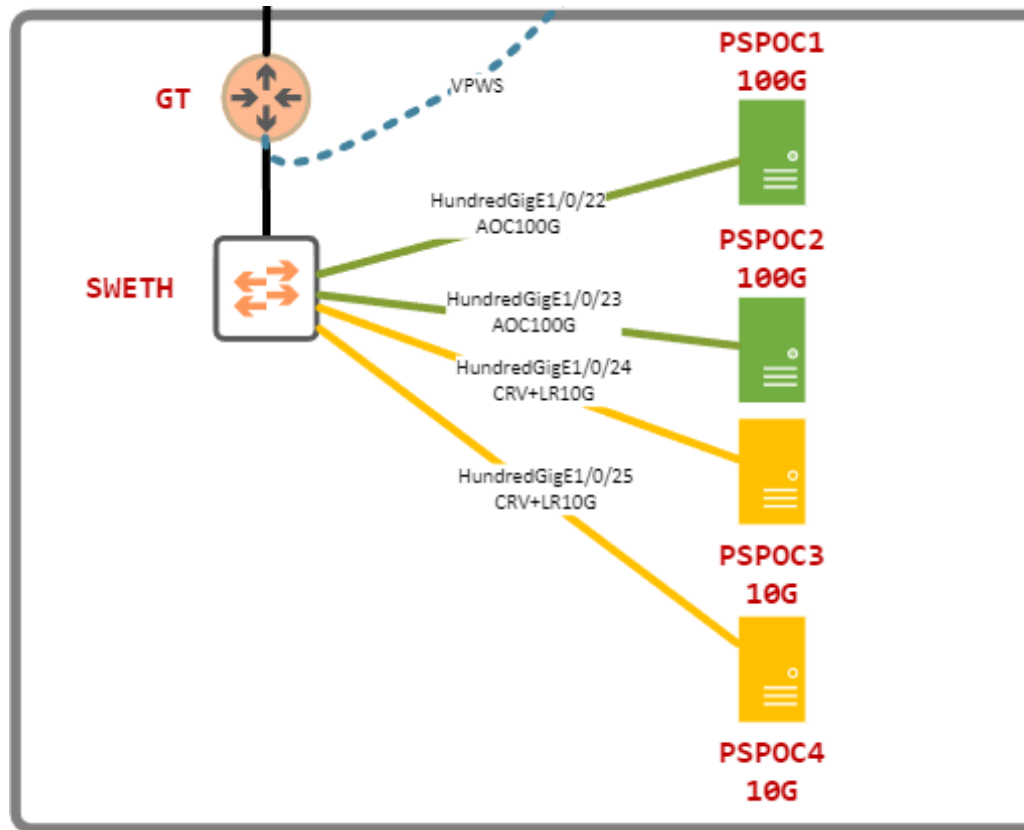 PSPOC1
100G
GT
VPWS
HundredGigE1/0/22
AOC100G
PSPOC2
100G
SWETH
HundredGigE1/0/23
AOC100G
HundredGigE1/0/24
CRV+LR10G
HundredGigE1/0/25
CRV+LR10G
PSPOC3
10G
PSPOC4
10G